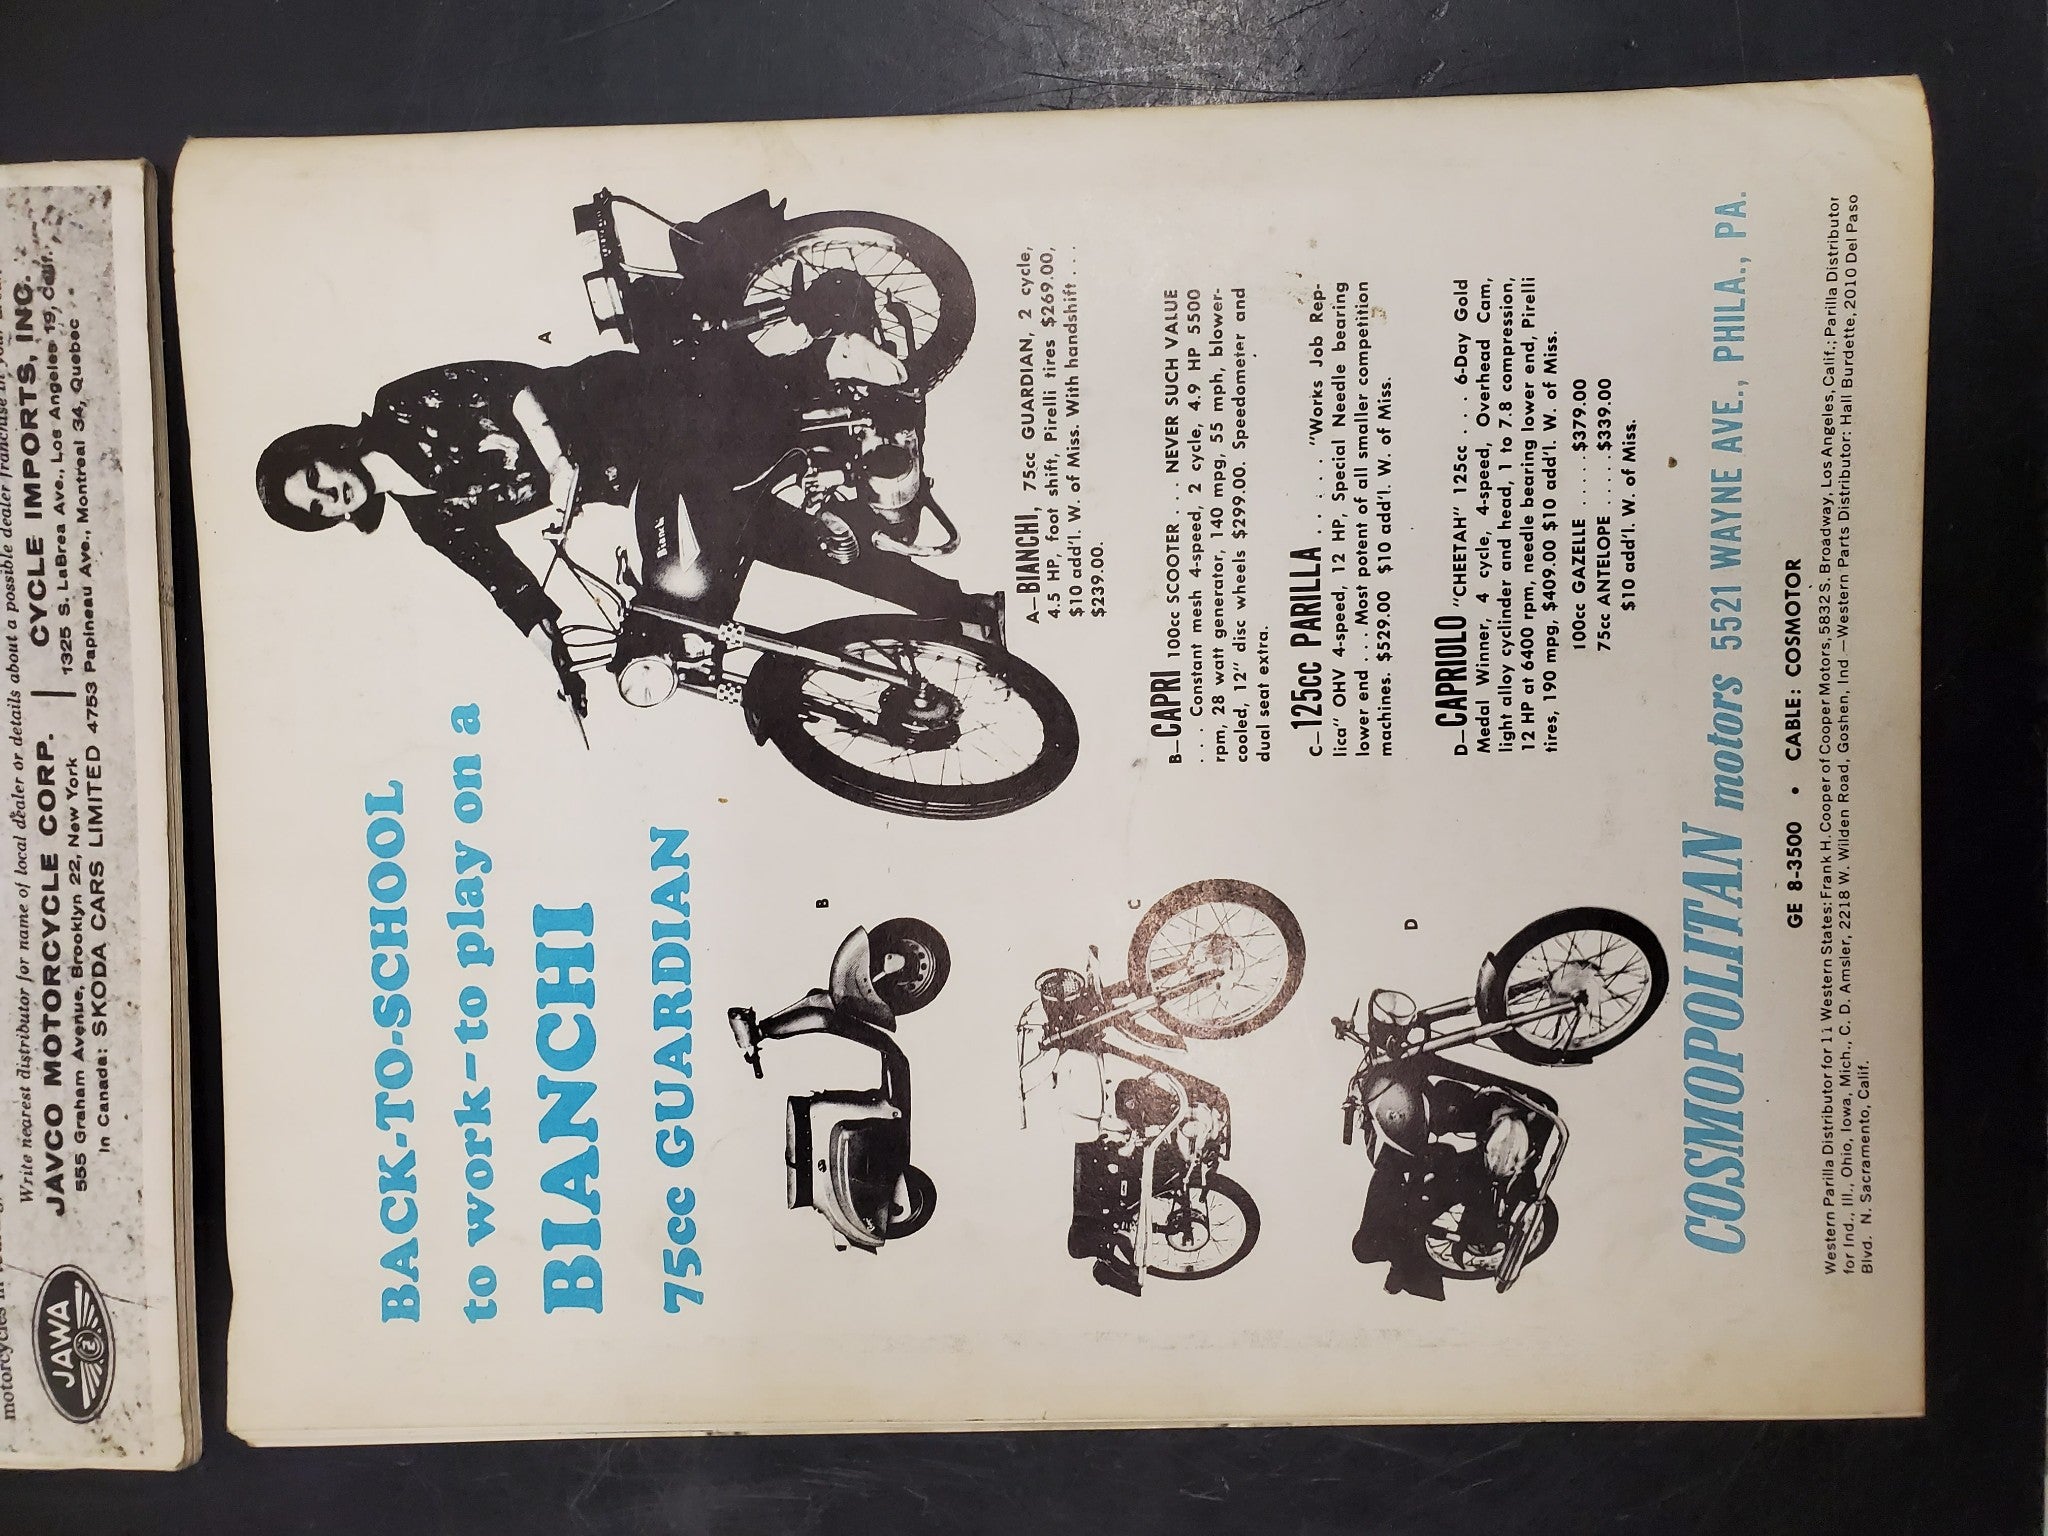 Write nearest distributor for name of local dealer or details about a possible dealer franchise in
JAVCO MOTORCYCLE CORP.
555 Graham Avenue, Brooklyn 22, New York
CYCLE IMPORTS, INC.
1325 S. LaBrea Ave., Los Angeles 19, Calif.
In Canada: SKODA CARS LIMITED 4753 Papineau Ave., Montreal 34, Quebec
JAWA
BACK-TO-SCHOOL
to work-to play on a
BIANCHI
75cc GUARDIAN
A
Bianchi
B
C
D
A—BIANCHI, 75cc GUARDIAN, 2 cycle,
4.5 HP, foot shift, Pirelli tires $269.00,
$10 add'l. W. of Miss. With handshift ...
$239.00.
B—CAPRI 100cc SCOOTER . . . NEVER SUCH VALUE
. . . . Constant mesh 4-speed, 2 cycle, 4.9 HP 5500
rpm, 28 watt generator, 140 mpg, 55 mph, blower-
cooled, 12" disc wheels $299.00. Speedometer and
dual seat extra.
C—125cc PARILLA . . . . . "Works Job Rep-
lica" OHV 4-speed, 12 HP, Special Needle bearing
lower end . . . Most potent of all smaller competition
machines. $529.00 $10 add'l. W. of Miss.
D—CAPRIOLO "CHEETAH" 125cc . . . . 6-Day Gold
Medal Winner, 4 cycle, 4-speed, Overhead Cam,
light alloy cyclinder and head, 1 to 7.8 compression,
12 HP at 6400 rpm, needle bearing lower end, Pirelli
tires, 190 mpg, $409.00 $10 add'l. W. of Miss.
100cc GAZELLE ......$379.00
75cc ANTELOPE .....$339.00
$10 add'l. W. of Miss.
COSMOPOLITAN motors 5521 WAYNE AVE., PHILA., PA.
GE 8-3500 • CABLE: COSMOTOR
Western Parilla Distributor for 11 Western States: Frank H. Cooper of Cooper Motors, 5832 S. Broadway, Los Angeles, Calif.; Parilla Distributor
for Ind., Ill., Ohio, Iowa, Mich., C. D. Amsler, 2218 W. Wilden Road, Goshen, Ind.—Western Parts Distributor: Hall Burdette, 2010 Del Paso
Blvd. N. Sacramento, Calif.